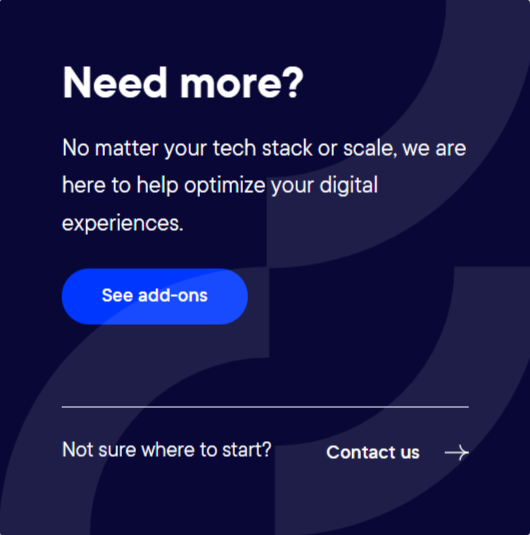 Need more?
No matter your tech stack or scale, we are
here to help optimize your digital
experiences.
See add-ons
Not sure where to start?
Contact us